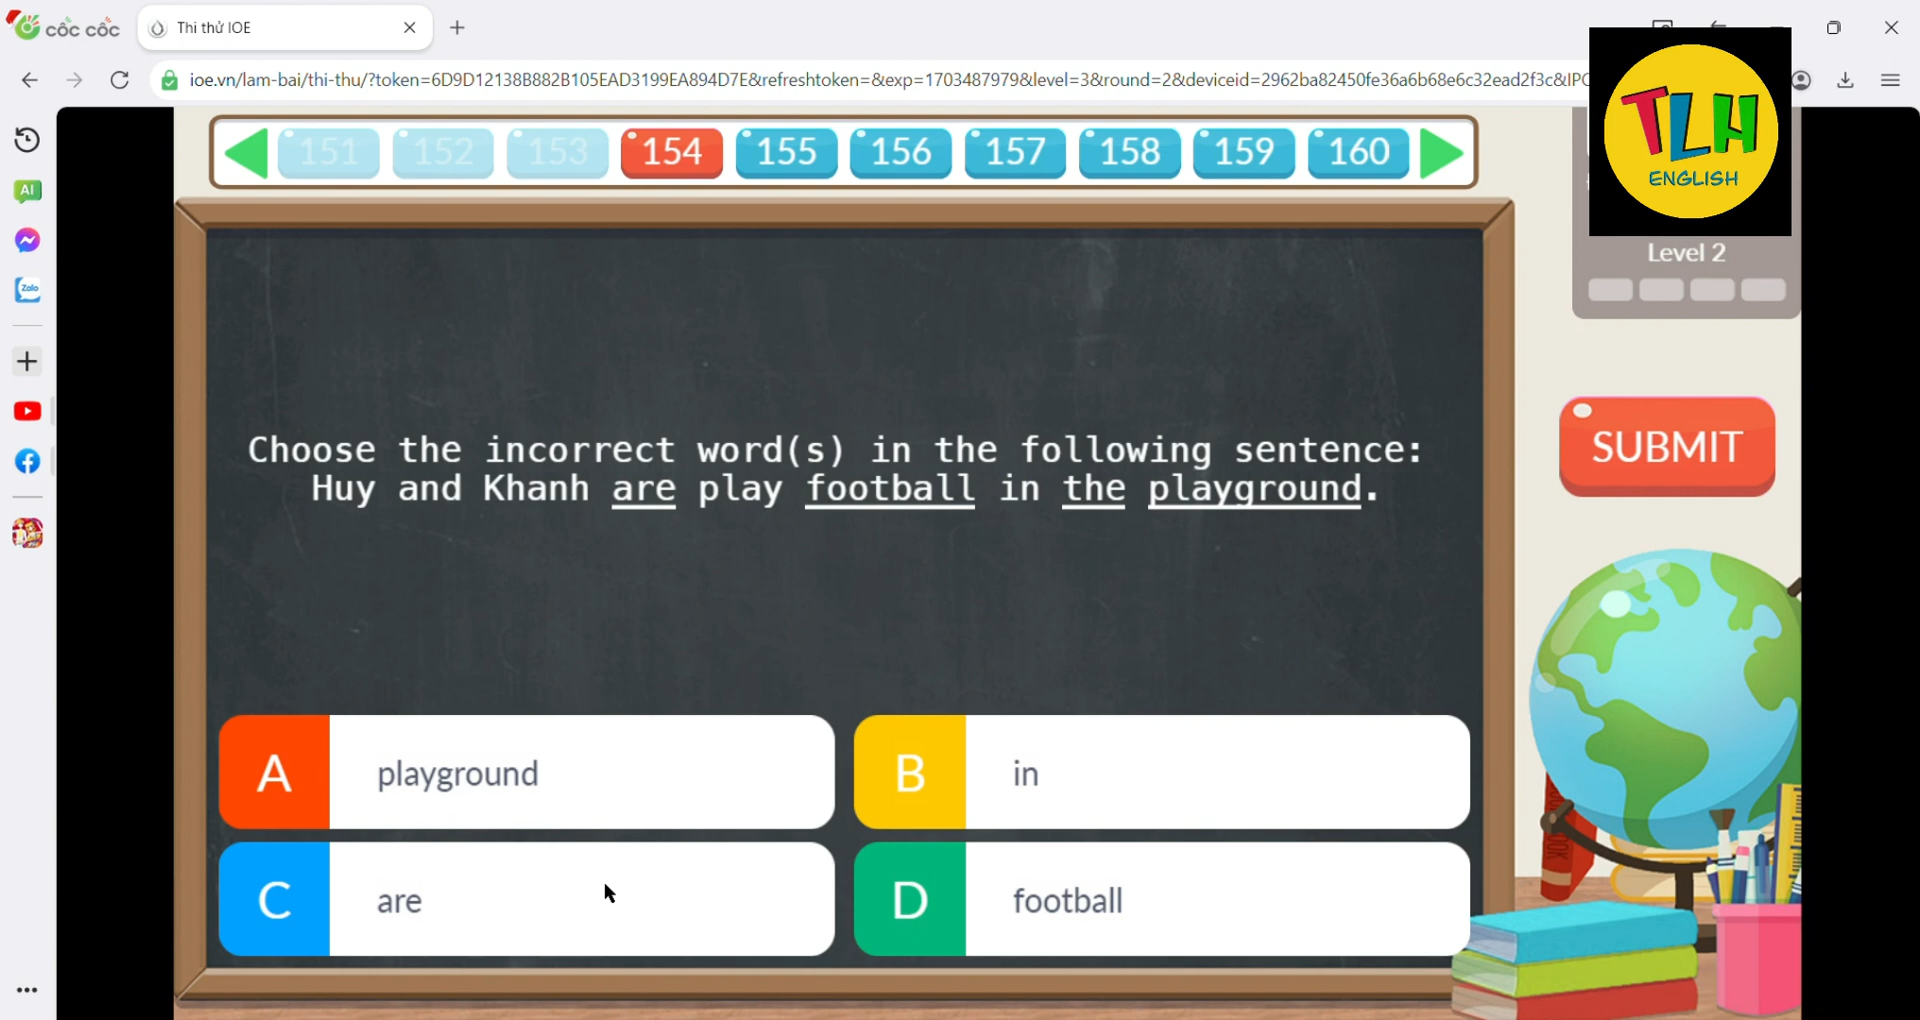 cốc cốc
Thi thử IOE
ioe.vn/lam-bai/thi-thu/?token=6D9D12138B882B105EAD3199EA894D7E&refreshtoken=&exp=1703487979&level=3&round=2&deviceid=2962ba82450fe36a6b68e6c32ead2f3c&IPC
AI
Zalo
151 152 153 154 155 156 157 158 159 160
TLH
ENGLISH
Level 2
Choose the incorrect word(s) in the following sentence:
Huy and Khanh are play football in the playground.
SUBMIT
A playground
B in
C are
D football